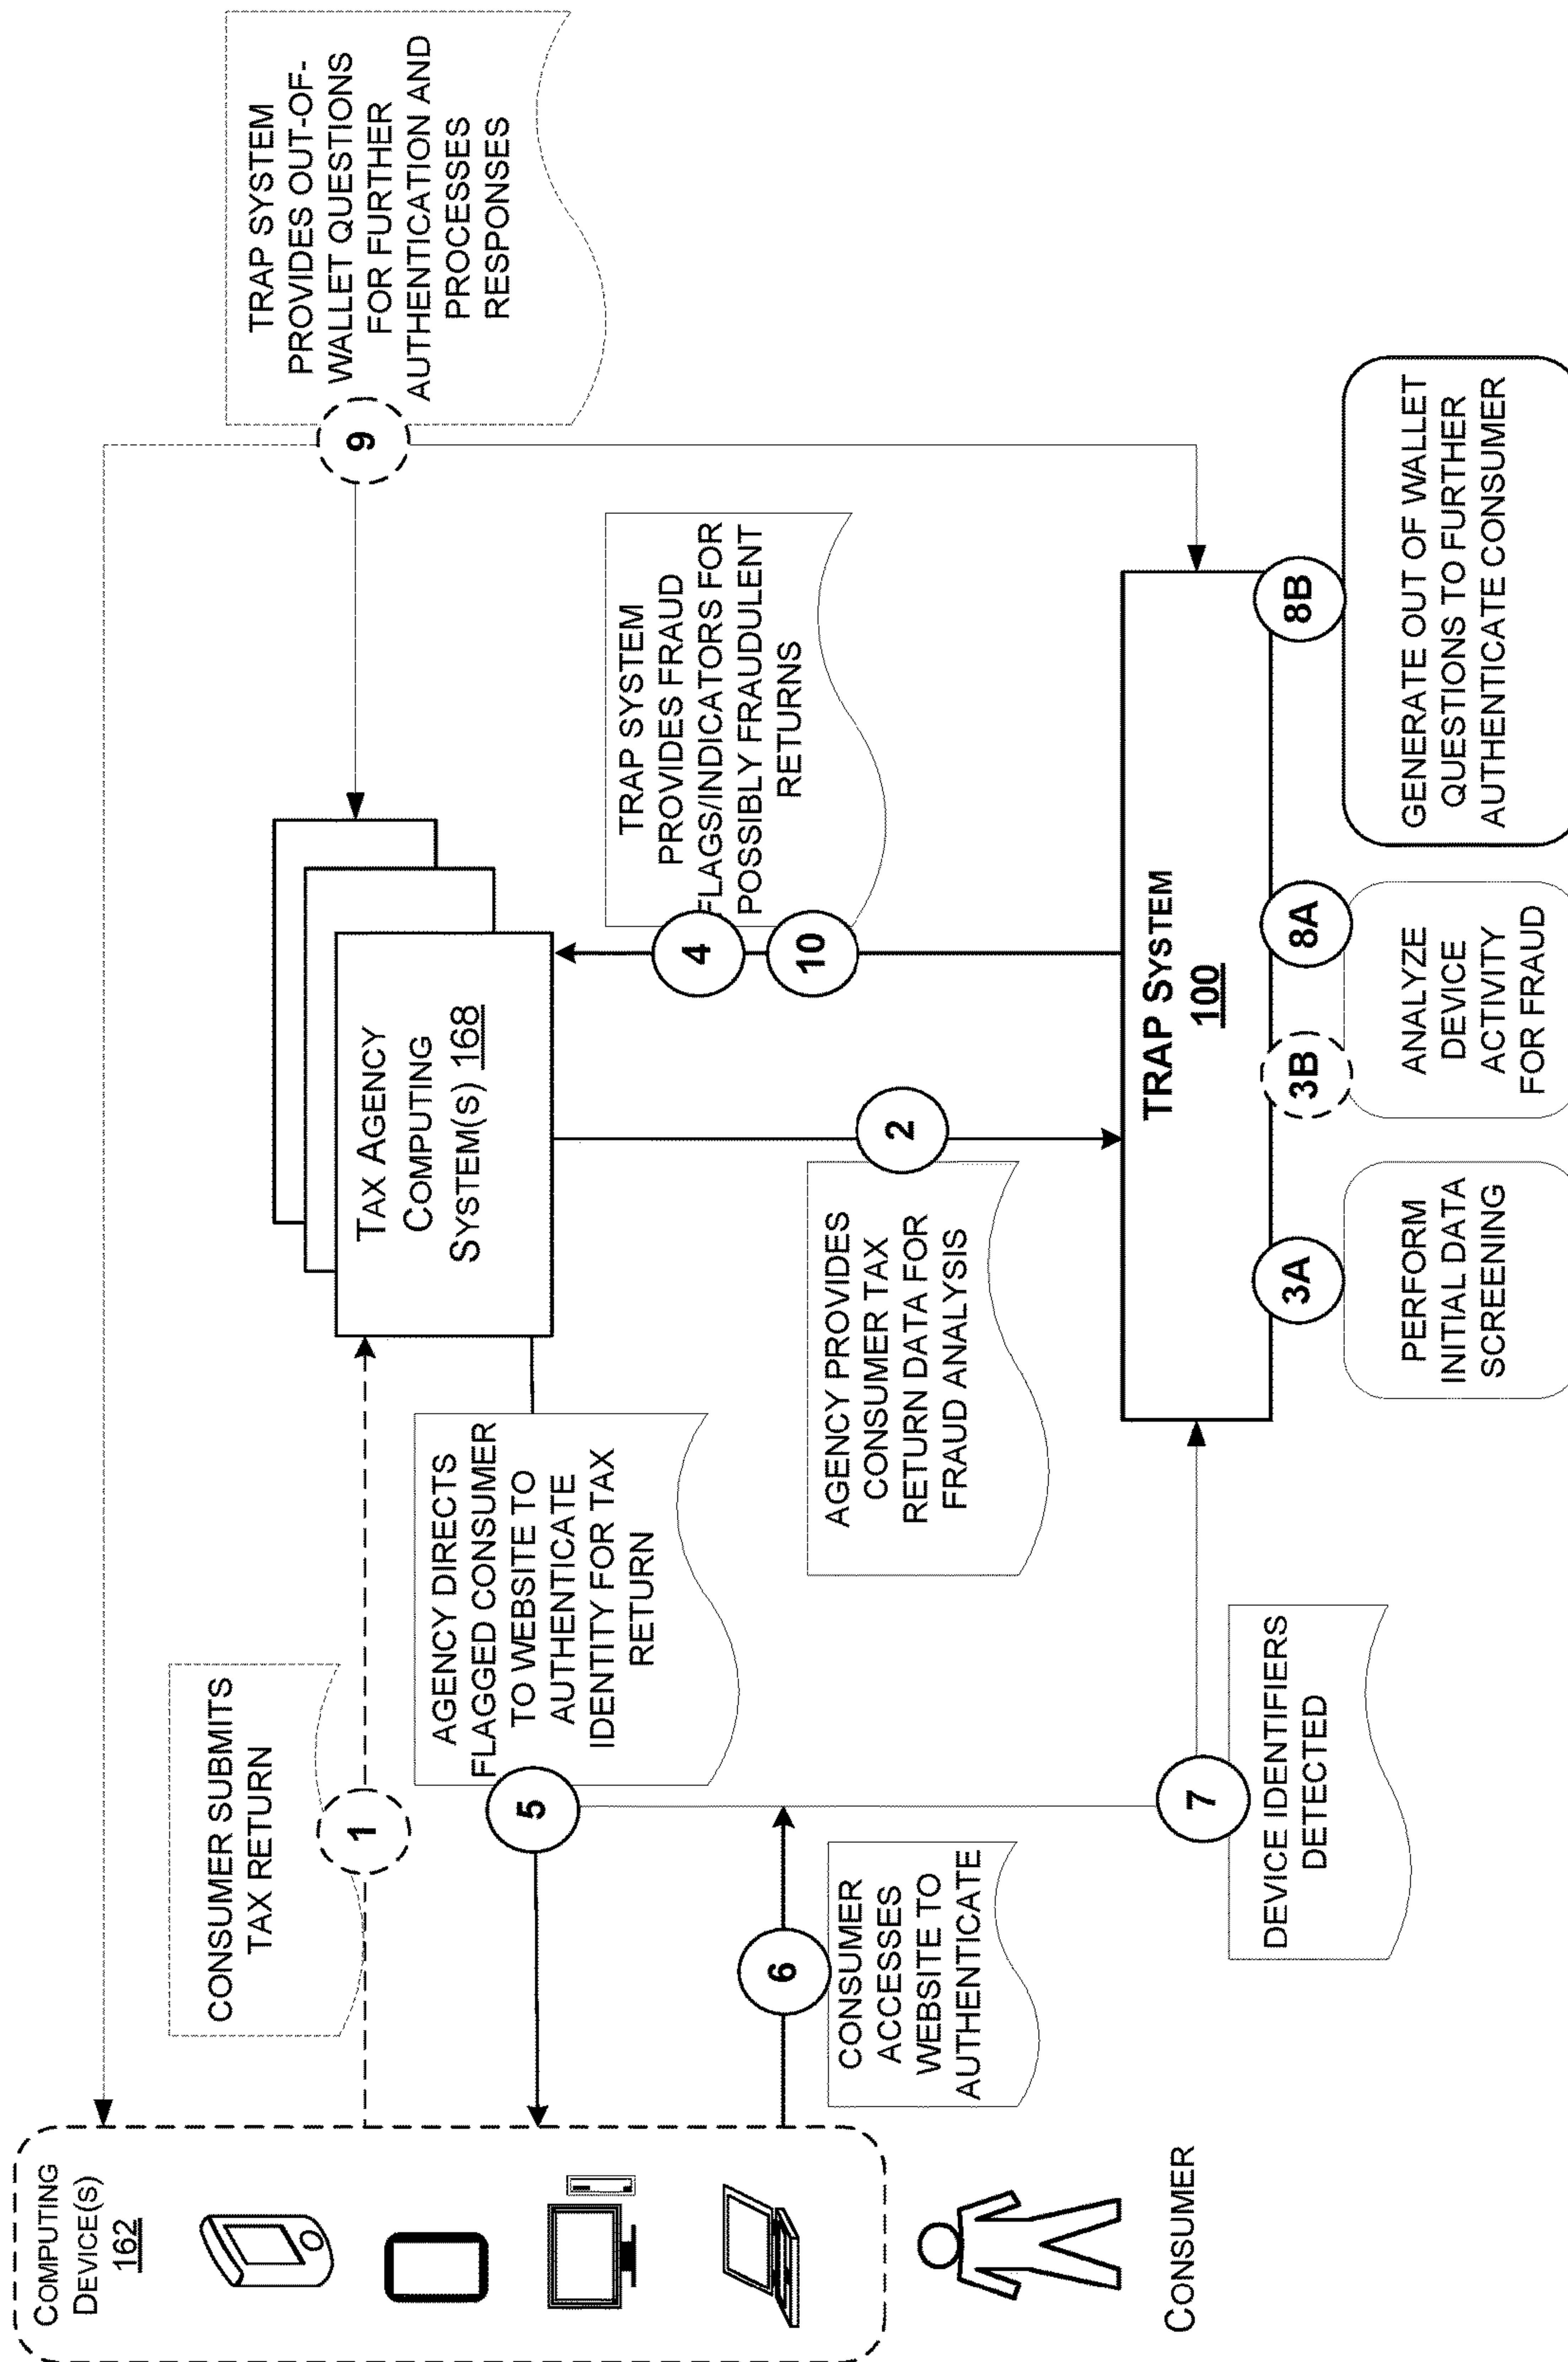 COMPUTING
DEVICE(S)
162
CONSUMER
CONSUMER SUBMITS
TAX RETURN
1
AGENCY DIRECTS
FLAGGED CONSUMER
TO WEBSITE TO
AUTHENTICATE
IDENTITY FOR TAX
RETURN
5
6
CONSUMER
ACCESSES
WEBSITE TO
AUTHENTICATE
7
DEVICE IDENTIFIERS
DETECTED
TAX AGENCY
COMPUTING
SYSTEM(S) 168
2
AGENCY PROVIDES
CONSUMER TAX
RETURN DATA FOR
FRAUD ANALYSIS
4
10
TRAP SYSTEM
PROVIDES FRAUD
FLAGS/INDICATORS FOR
POSSIBLY FRAUDULENT
RETURNS
9
TRAP SYSTEM
PROVIDES OUT-OF-
WALLET QUESTIONS
FOR FURTHER
AUTHENTICATION AND
PROCESSES
RESPONSES
TRAP SYSTEM
100
3A
PERFORM
INITIAL DATA
SCREENING
3B
8A
ANALYZE
DEVICE
ACTIVITY
FOR FRAUD
8B
GENERATE OUT OF WALLET
QUESTIONS TO FURTHER
AUTHENTICATE CONSUMER